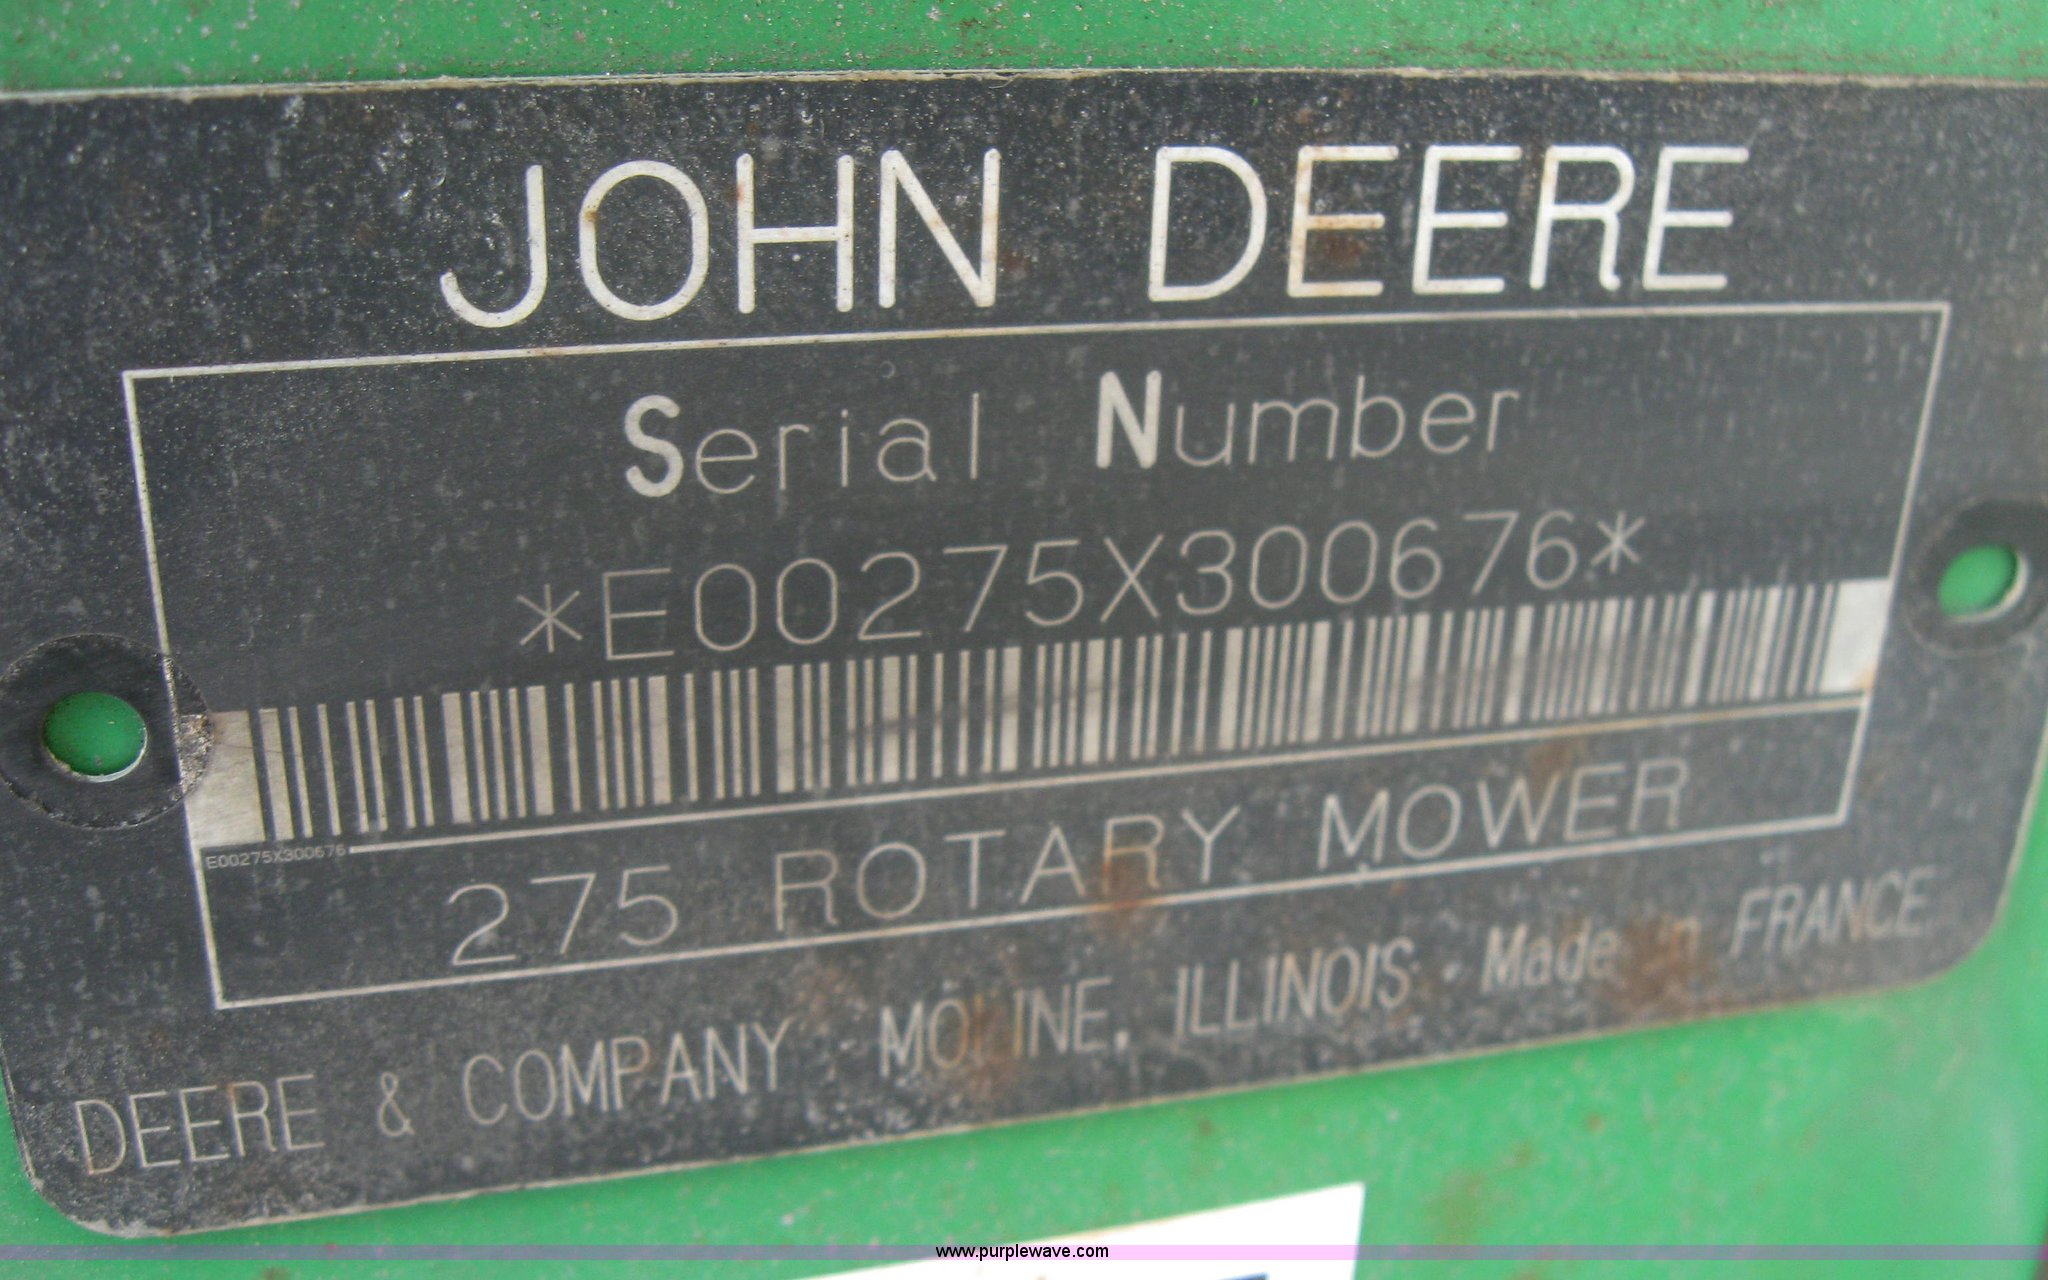 JOHN DEERE
Serial Number
*E00275X300676*
E00275X300676
275 ROTARY MOWER
DEERE & COMPANY MOLINE, ILLINOIS Made in FRANCE
www.purplewave.com